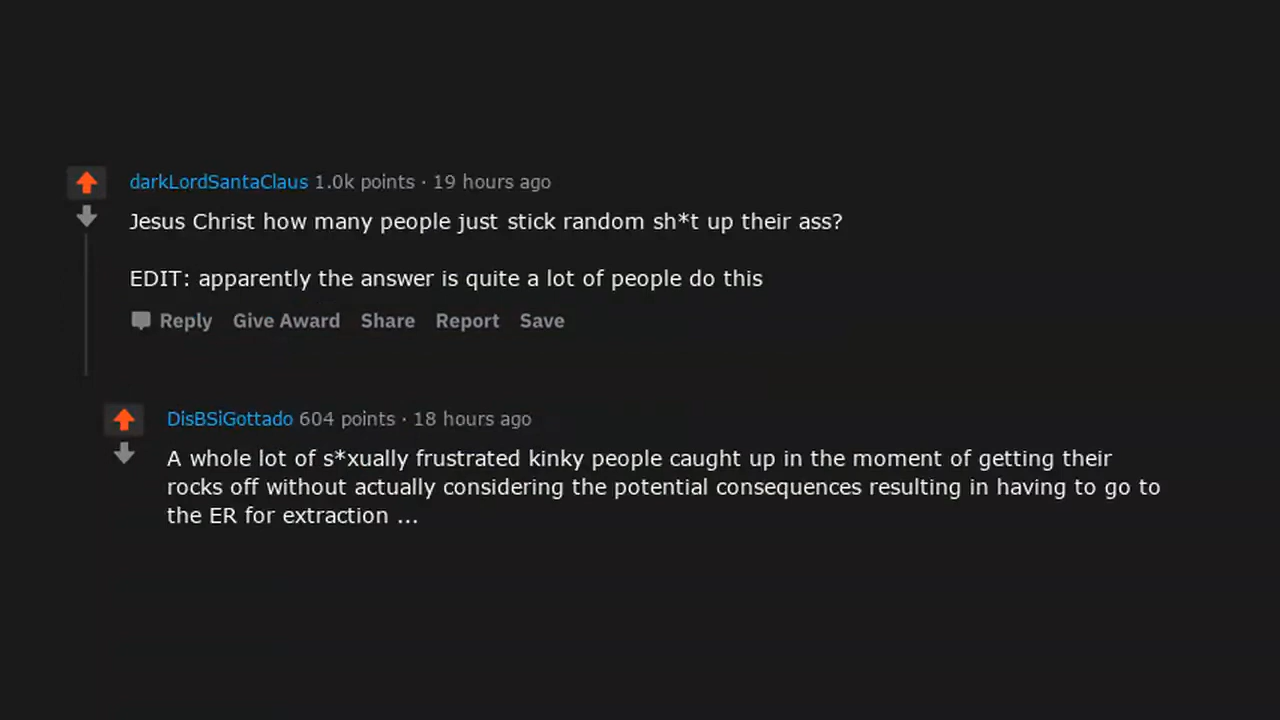 darkLordSantaClaus 1.0k points · 19 hours ago
Jesus Christ how many people just stick random sh*t up their ass?
EDIT: apparently the answer is quite a lot of people do this
Reply Give Award Share Report Save
DisBSiGottado 604 points · 18 hours ago
A whole lot of s*xually frustrated kinky people caught up in the moment of getting their
rocks off without actually considering the potential consequences resulting in having to go to
the ER for extraction ...